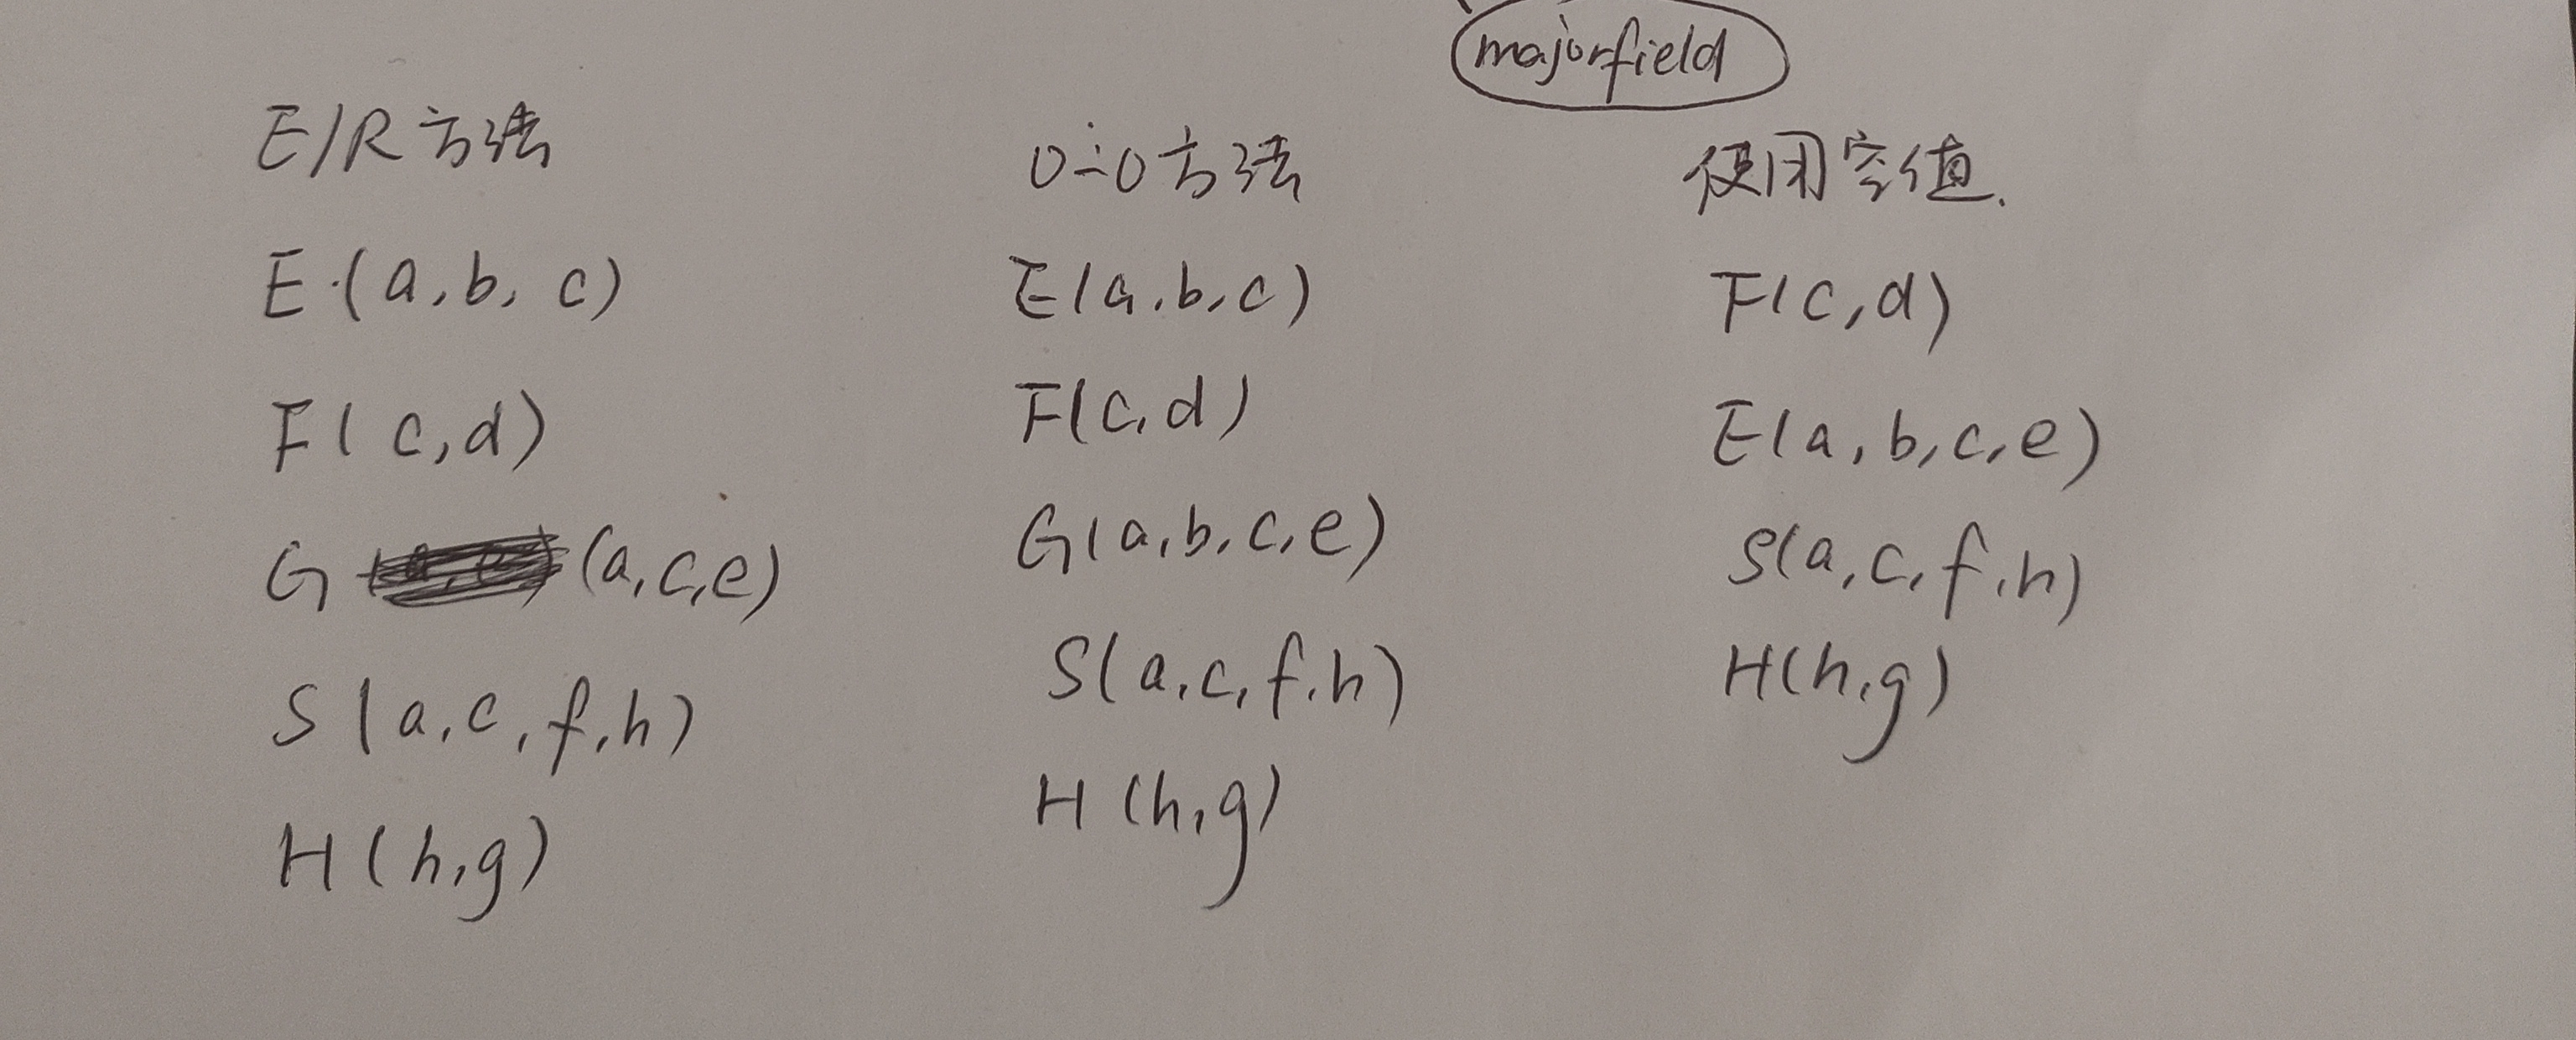 majorfield
E/R方法
E(a,b,c)
F(c,d)
G(a,c,e)
S(a,c,f,h)
H(h,g)
O-O方法
E(a,b,c)
F(c,d)
G(a,b,c,e)
S(a,c,f,h)
H(h,g)
使用空值.
F(c,d)
E(a,b,c,e)
S(a,c,f,h)
H(h,g)